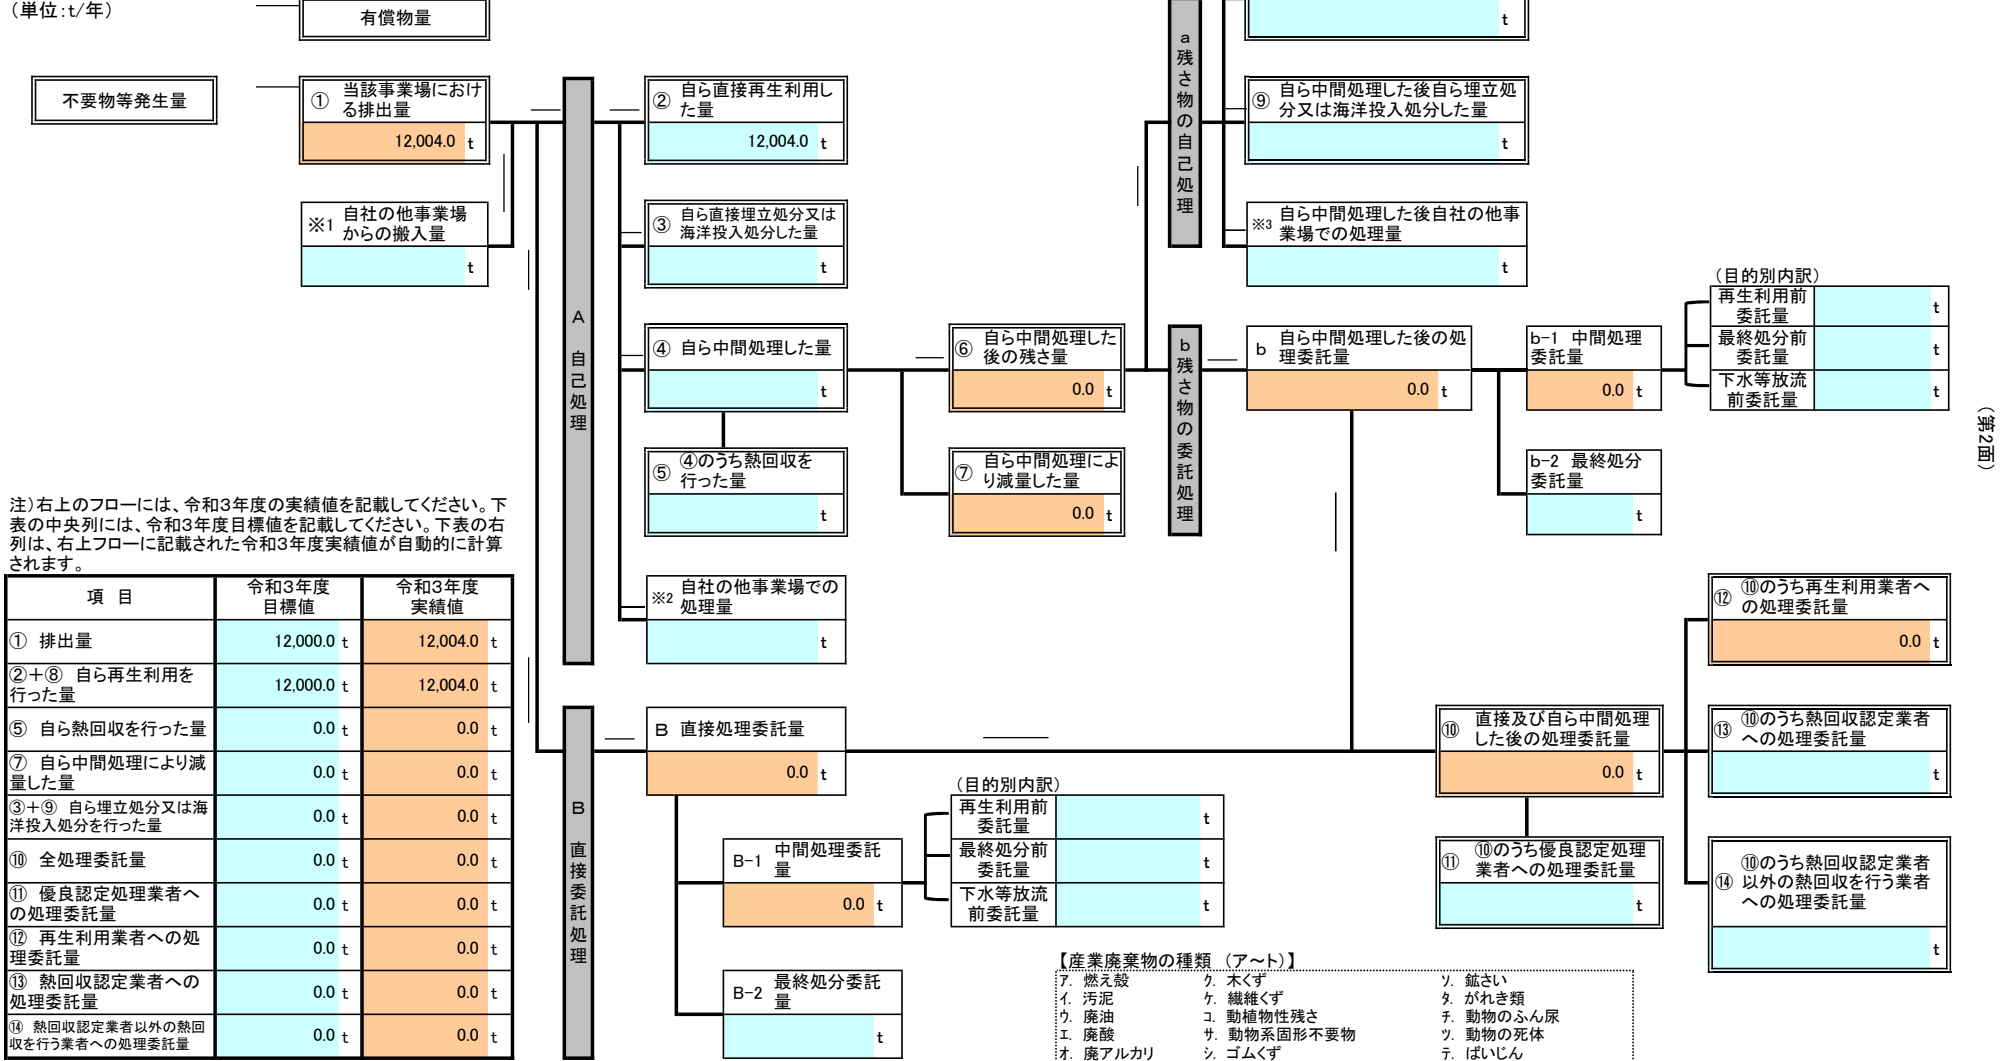 (単位:t/年)
有償物量
t
不要物等発生量
① 当該事業場におけ
る排出量
12,004.0 t
※1 自社の他事業場
からの搬入量
t
A 自己処理
② 自ら直接再生利用し
た量
12,004.0 t
③ 自ら直接埋立処分又は
海洋投入処分した量
t
④ 自ら中間処理した量
t
⑤ ④のうち熱回収を
行った量
t
※2 自社の他事業場での
処理量
t
⑥ 自ら中間処理した
後の残さ量
0.0 t
⑦ 自ら中間処理によ
り減量した量
0.0 t
a残さ物の自己処理
⑨ 自ら中間処理した後自ら埋立処
分又は海洋投入処分した量
t
※3 自ら中間処理した後自社の他事
業場での処理量
t
b残さ物の委託処理
b 自ら中間処理した後の処
理委託量
0.0 t
b-1 中間処理
委託量
0.0 t
b-2 最終処分
委託量
t
(目的別内訳)
再生利用前
委託量 t
最終処分前
委託量 t
下水等放流
前委託量 t
(第2面)
注)右上のフローには、令和3年度の実績値を記載してください。下
表の中央列には、令和3年度目標値を記載してください。下表の右
列は、右上フローに記載された令和3年度実績値が自動的に計算
されます。
項 目 令和3年度 令和3年度
目標値 実績値
① 排出量 12,000.0 t 12,004.0 t
②+⑧ 自ら再生利用を
行った量 12,000.0 t 12,004.0 t
⑤ 自ら熱回収を行った量 0.0 t 0.0 t
⑦ 自ら中間処理により減
量した量 0.0 t 0.0 t
③+⑨ 自ら埋立処分又は海
洋投入処分を行った量 0.0 t 0.0 t
⑩ 全処理委託量 0.0 t 0.0 t
⑪ 優良認定処理業者へ
の処理委託量 0.0 t 0.0 t
⑫ 再生利用業者への処
理委託量 0.0 t 0.0 t
⑬ 熱回収認定業者への
処理委託量 0.0 t 0.0 t
⑭ 熱回収認定業者以外の熱回
収を行う業者への処理委託量 0.0 t 0.0 t
B 直接委託処理
B 直接処理委託量
0.0 t
B-1 中間処理委託
量
0.0 t
B-2 最終処分委託
量
t
(目的別内訳)
再生利用前
委託量 t
最終処分前
委託量 t
下水等放流
前委託量 t
⑩ 直接及び自ら中間処理
した後の処理委託量
0.0 t
⑪ ⑩のうち優良認定処理
業者への処理委託量
t
⑫ ⑩のうち再生利用業者へ
の処理委託量
0.0 t
⑬ ⑩のうち熱回収認定業者
への処理委託量
t
⑭ ⑩のうち熱回収認定業者
以外の熱回収を行う業者
への処理委託量
t
【産業廃棄物の種類 (ア~ト)】
ア. 燃え殻 ク. 木くず ソ. 鉱さい
イ. 汚泥 ケ. 繊維くず タ. がれき類
ウ. 廃油 コ. 動植物性残さ チ. 動物のふん尿
エ. 廃酸 サ. 動物系固形不要物 ツ. 動物の死体
オ. 廃アルカリ シ. ゴムくず テ. ばいじん